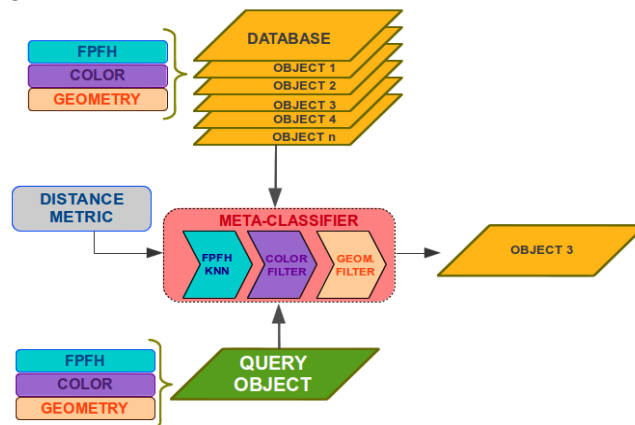 DATABASE
FPFH
COLOR
GEOMETRY
OBJECT 1
OBJECT 2
OBJECT 3
OBJECT 4
OBJECT n
DISTANCE
METRIC
META-CLASSIFIER
FPFH
KNN
COLOR
FILTER
GEOM.
FILTER
OBJECT 3
FPFH
COLOR
GEOMETRY
QUERY
OBJECT